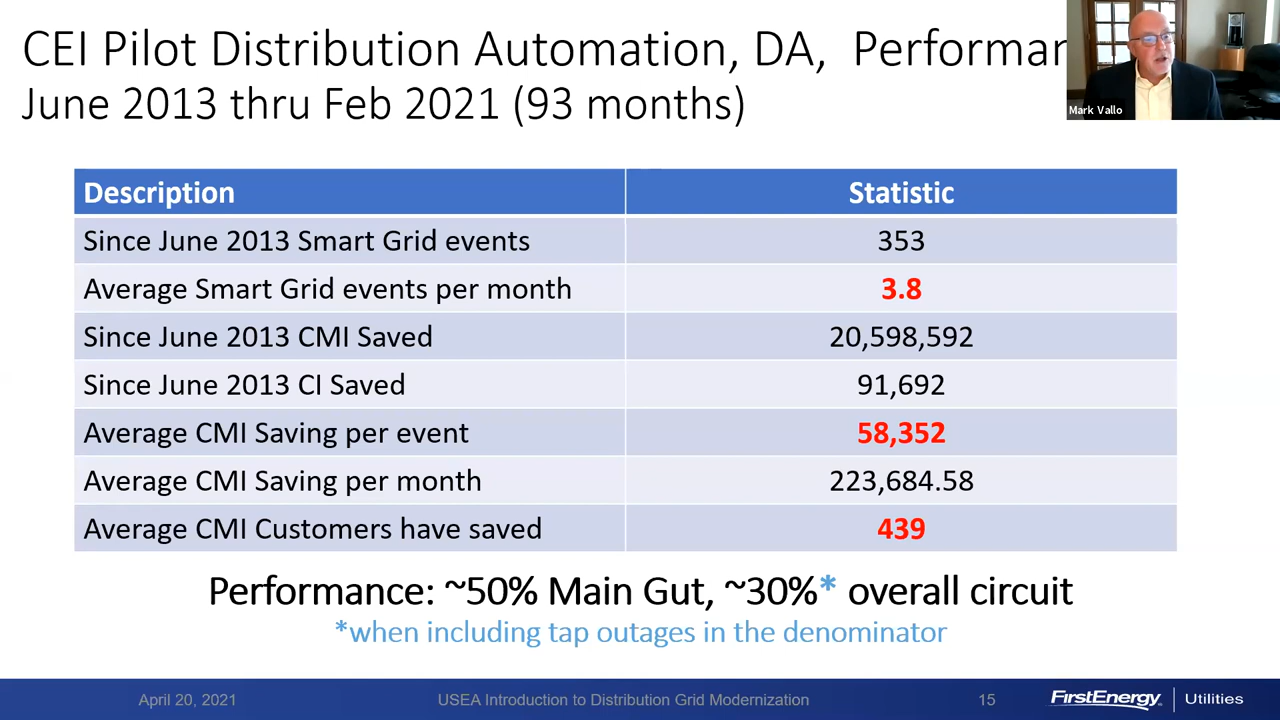 CEI Pilot Distribution Automation, DA, Performan
June 2013 thru Feb 2021 (93 months)
Mark Vallo
Description Statistic
Since June 2013 Smart Grid events 353
Average Smart Grid events per month 3.8
Since June 2013 CMI Saved 20,598,592
Since June 2013 CI Saved 91,692
Average CMI Saving per event 58,352
Average CMI Saving per month 223,684.58
Average CMI Customers have saved 439
Performance: ~50% Main Gut, ~30%* overall circuit
*when including tap outages in the denominator
April 20, 2021 USEA Introduction to Distribution Grid Modernization 15 FirstEnergy Utilities